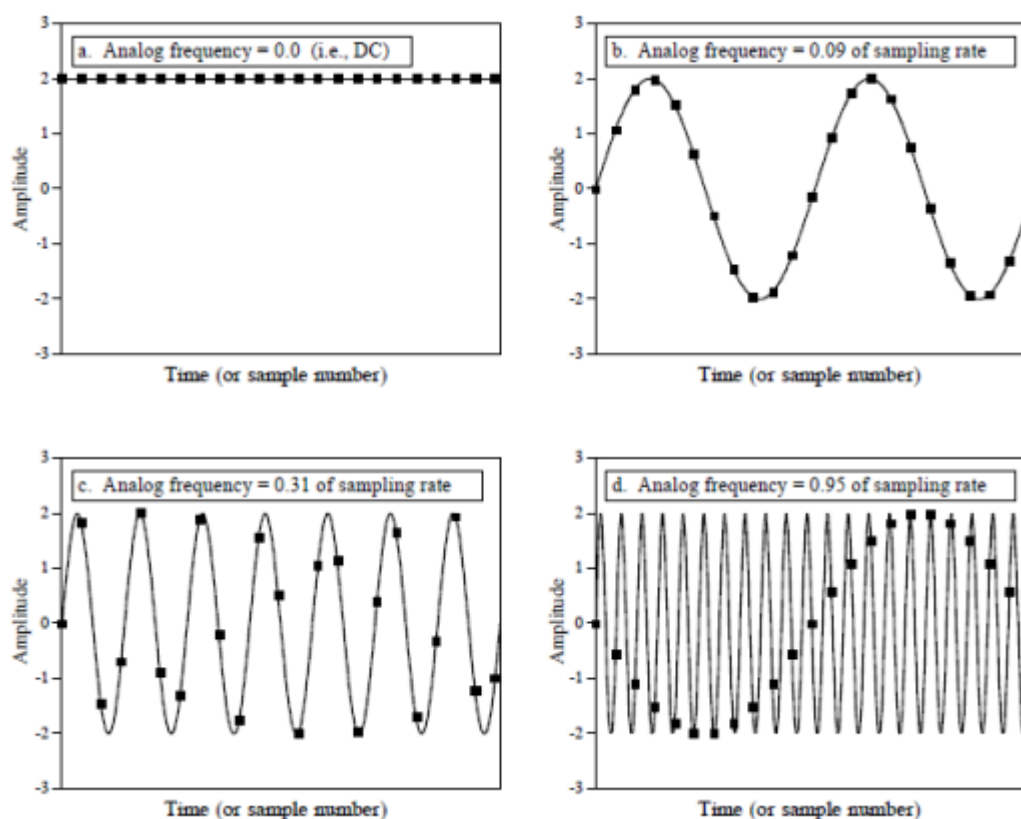 3
a. Analog frequency = 0.0 (i.e., DC)
2
1
0
-1
-2
-3
Amplitude
Time (or sample number)
3
b. Analog frequency = 0.09 of sampling rate
2
1
0
-1
-2
-3
Amplitude
Time (or sample number)
3
c. Analog frequency = 0.31 of sampling rate
2
1
0
-1
-2
-3
Amplitude
Time (or sample number)
3
d. Analog frequency = 0.95 of sampling rate
2
1
0
-1
-2
-3
Amplitude
Time (or sample number)